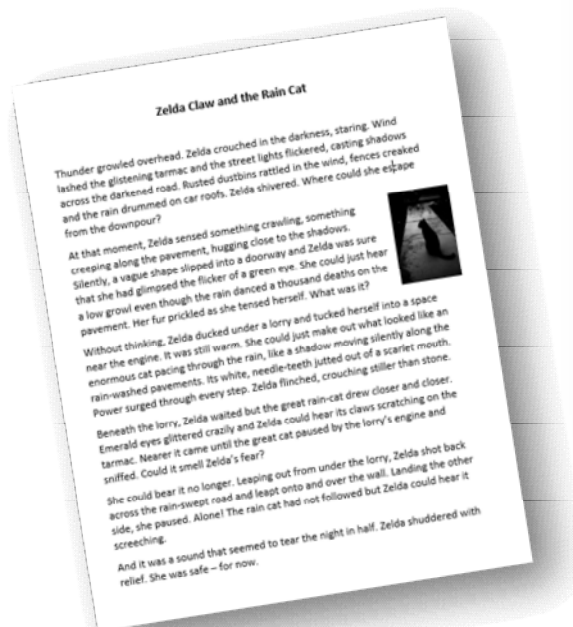 Zelda Claw and the Rain Cat
Thunder growled overhead. Zelda crouched in the darkness, staring. Wind
lashed the glistening tarmac and the street lights flickered, casting shadows
across the darkened road. Rusted dustbins rattled in the wind, fences creaked
and the rain drummed on car roofs. Zelda shivered. Where could she escape
from the downpour?
At that moment, Zelda sensed something crawling, something
creeping along the pavement, hugging close to the shadows.
Silently, a vague shape slipped into a doorway and Zelda was sure
that she had glimpsed the flicker of a green eye. She could just hear
a low growl even though the rain danced a thousand deaths on the
pavement. Her fur prickled as she tensed herself. What was it?
Without thinking, Zelda ducked under a lorry and tucked herself into a space
near the engine. It was still warm. She could just make out what looked like an
enormous cat pacing through the rain, like a shadow moving silently along the
rain-washed pavements. Its white, needle-teeth jutted out of a scarlet mouth.
Power surged through every step. Zelda flinched, crouching stiller than stone.
Beneath the lorry, Zelda waited but the great rain-cat drew closer and closer.
Emerald eyes glittered crazily and Zelda could hear its claws scratching on the
tarmac. Nearer it came until the great cat paused by the lorry's engine and
sniffed. Could it smell Zelda's fear?
She could bear it no longer. Leaping out from under the lorry, Zelda shot back
across the rain-swept road and leapt onto and over the wall. Landing the other
side, she paused. Alone! The rain cat had not followed but Zelda could hear it
screeching.
And it was a sound that seemed to tear the night in half. Zelda shuddered with
relief. She was safe – for now.